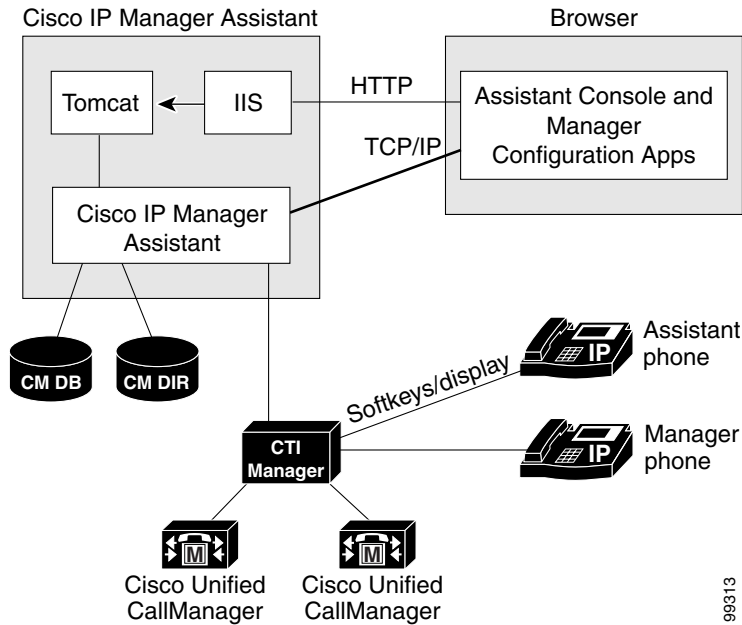 Cisco IP Manager Assistant
Browser
Tomcat
IIS
HTTP
Assistant Console and
Manager
Configuration Apps
TCP/IP
Cisco IP Manager
Assistant
CM DB
CM DIR
Softkeys/display
IP
Assistant
phone
CTI
Manager
IP
Manager
phone
M
M
Cisco Unified
CallManager
Cisco Unified
CallManager
99313